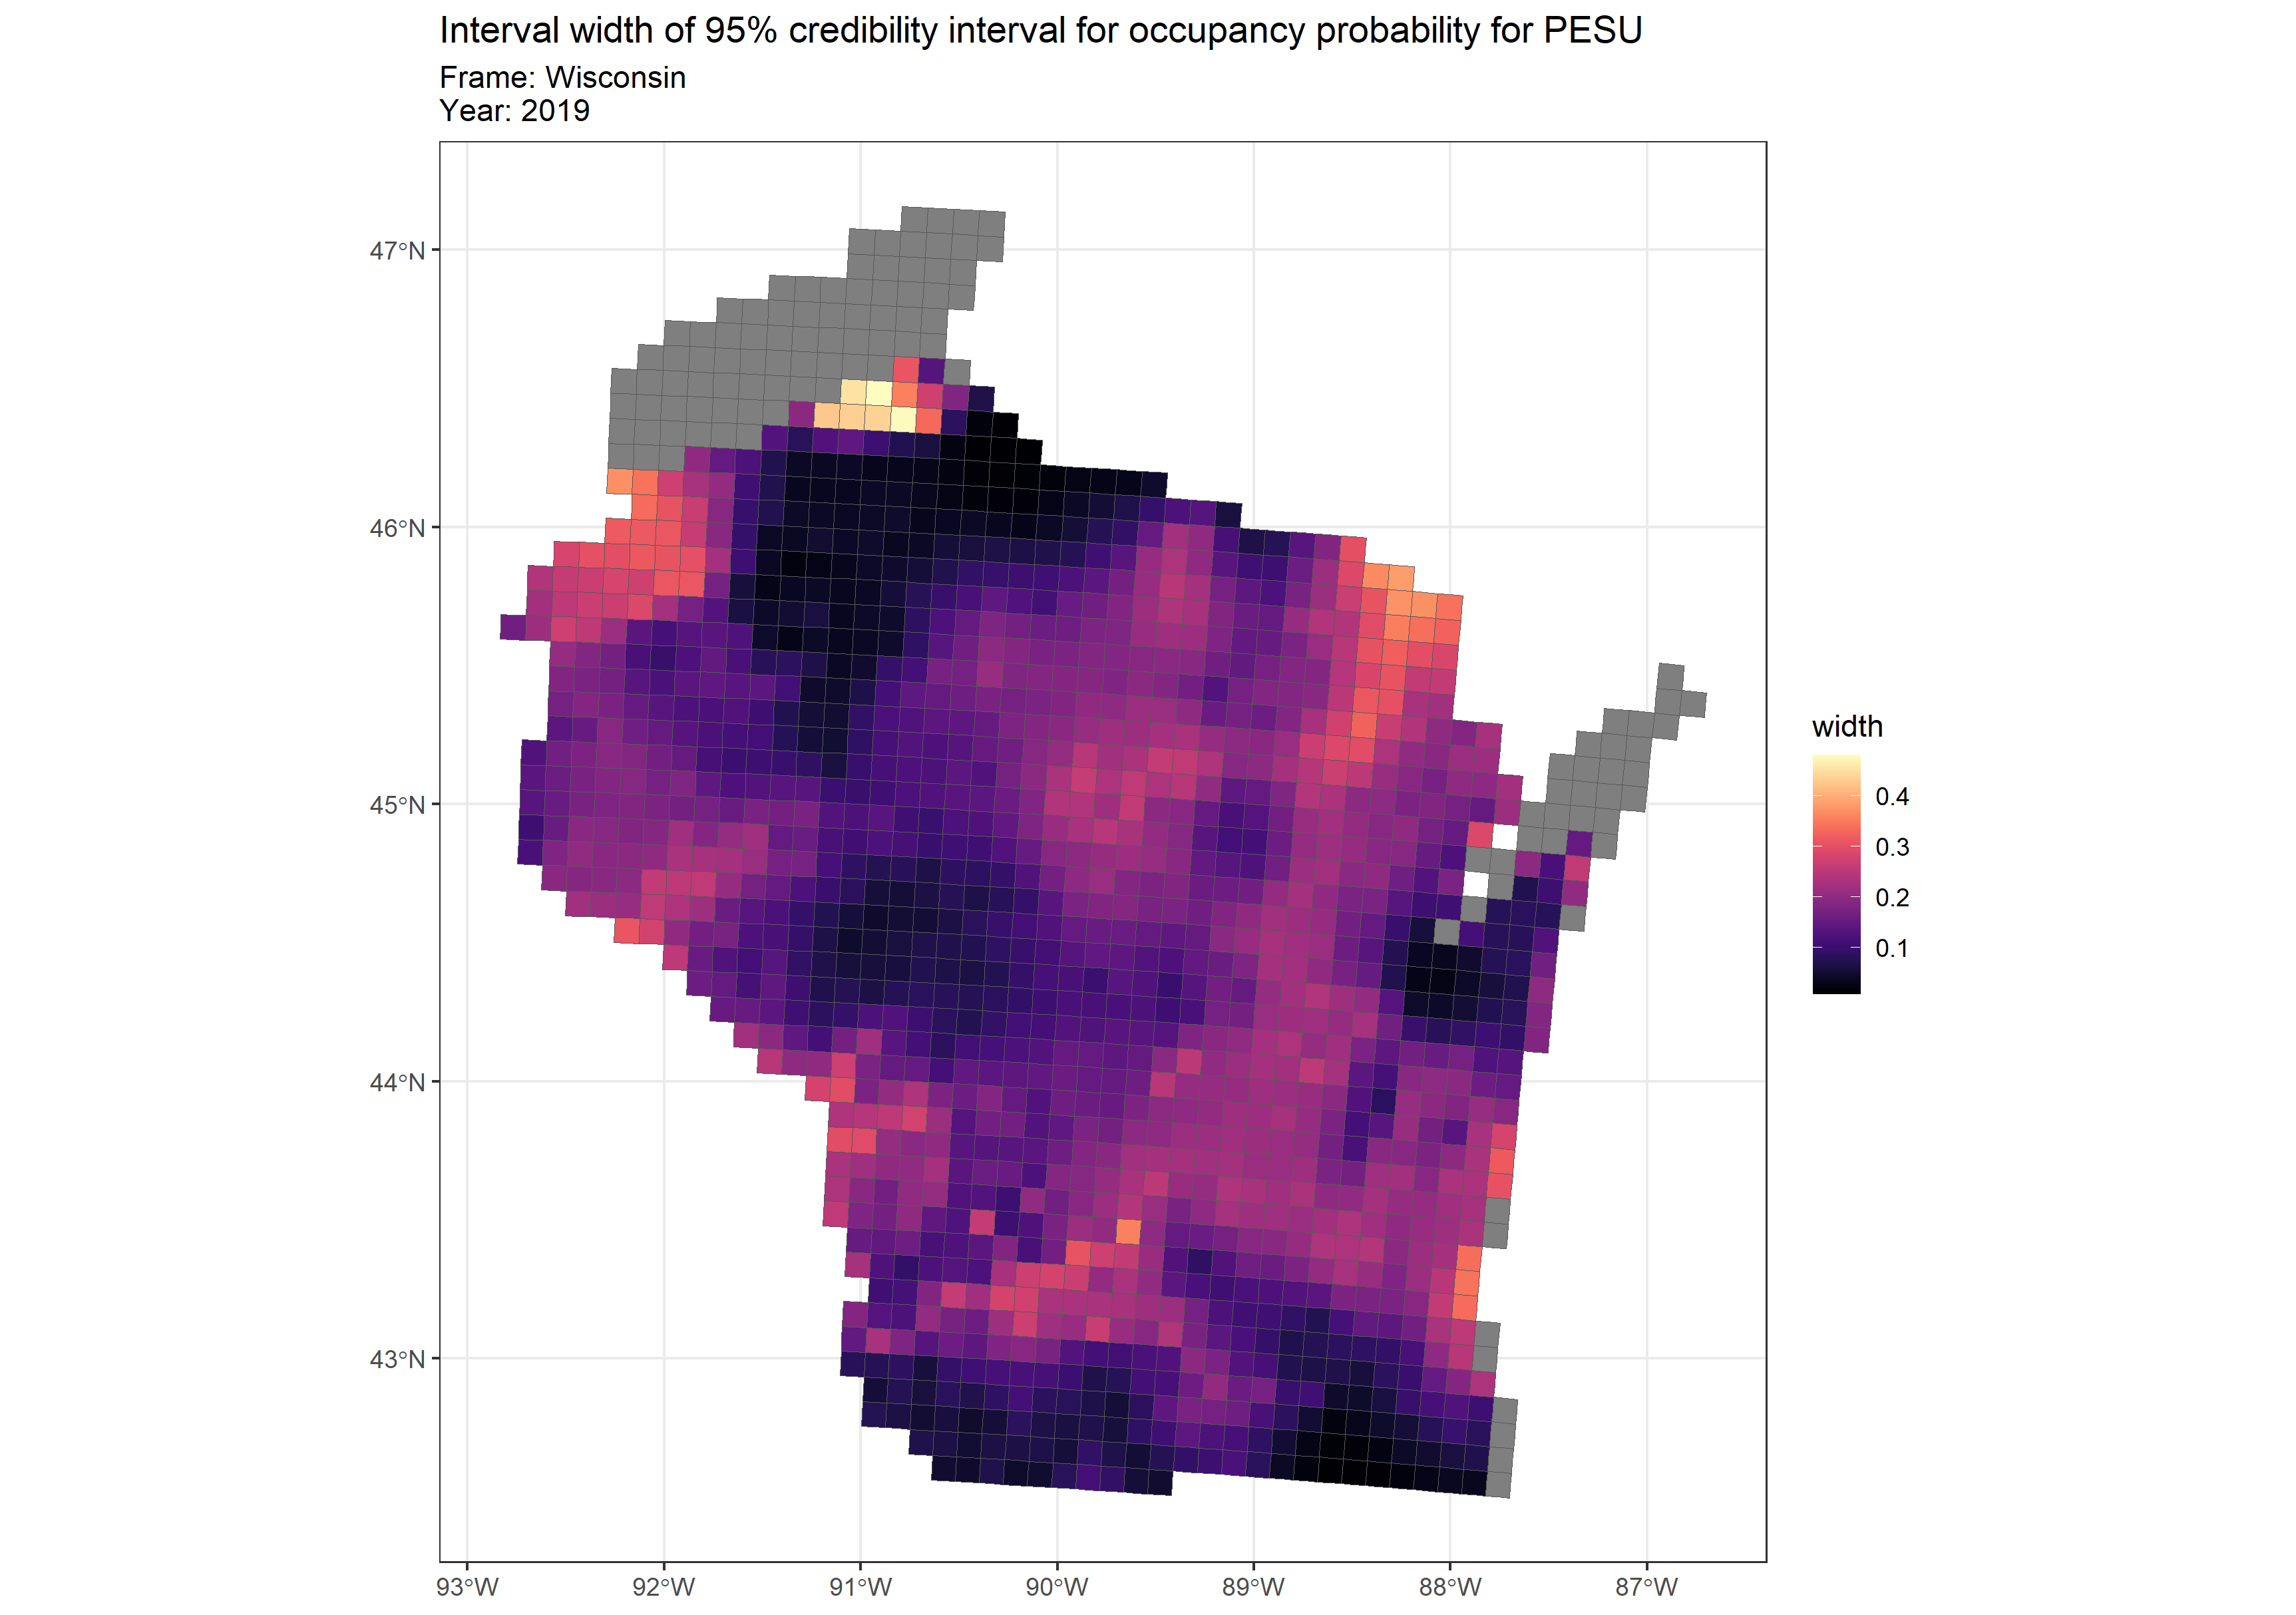 Interval width of 95% credibility interval for occupancy probability for PESU
Frame: Wisconsin
Year: 2019
47°N
46°N
45°N
44°N
43°N
93°W
92°W
91°W
90°W
89°W
88°W
87°W
width
0.4
0.3
0.2
0.1